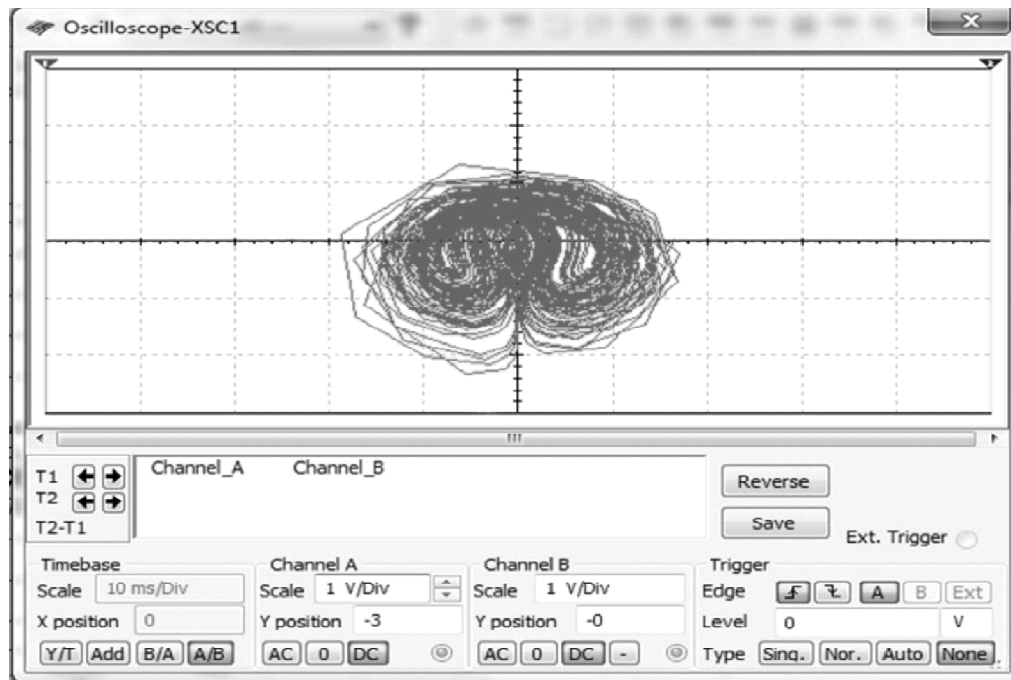 Oscilloscope-XSC1
T1
T2
T2-T1
Channel_A Channel_B
Reverse
Save
Ext. Trigger
Timebase
Scale 10 ms/Div
X position 0
Y/T Add B/A A/B
Channel A
Scale 1 V/Div
Y position -3
AC 0 DC
Channel B
Scale 1 V/Div
Y position -0
AC 0 DC -
Trigger
Edge A B Ext
Level 0 V
Type Sing. Nor. Auto None